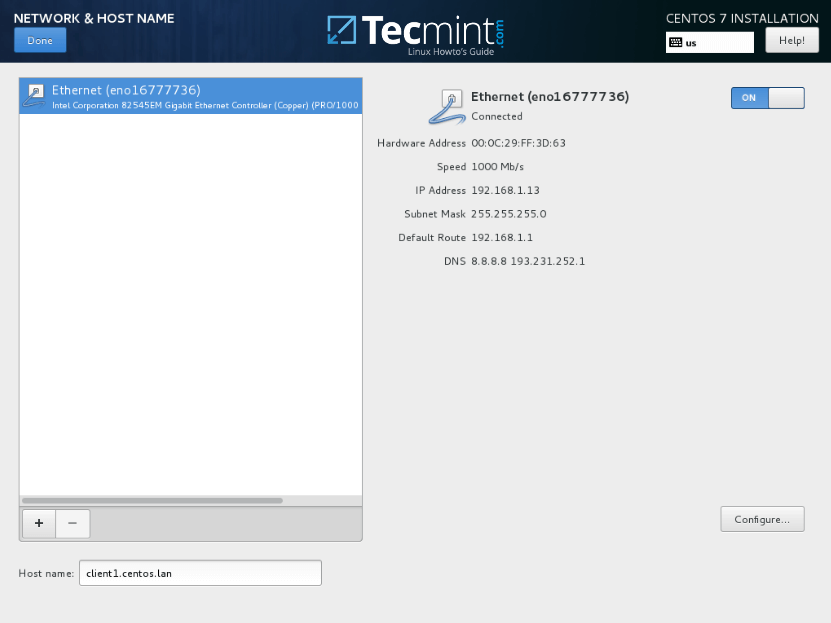 NETWORK & HOST NAME
Done
Tecmint.com
Linux Howto's Guide
CENTOS 7 INSTALLATION
us
Help!
Ethernet (eno16777736)
Intel Corporation 82545EM Gigabit Ethernet Controller (Copper) (PRO/1000
Ethernet (eno16777736)
Connected
ON
Hardware Address 00:0C:29:FF:3D:63
Speed 1000 Mb/s
IP Address 192.168.1.13
Subnet Mask 255.255.255.0
Default Route 192.168.1.1
DNS 8.8.8.8 193.231.252.1
+ −
Configure...
Host name: client1.centos.lan